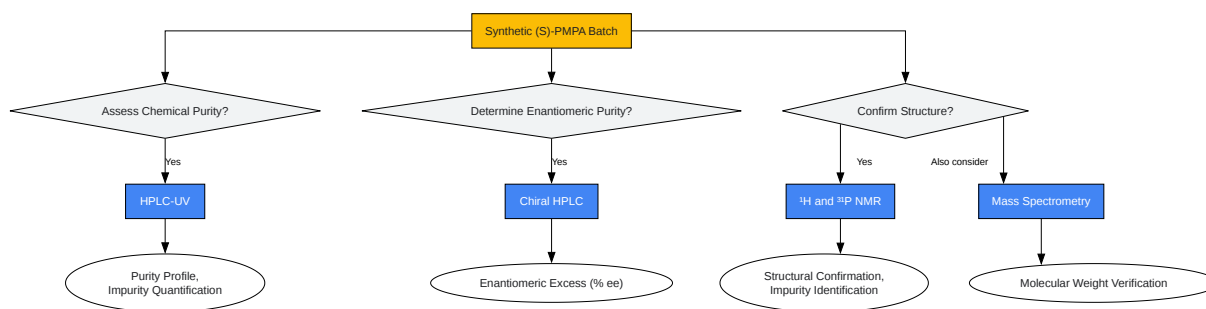 Synthetic (S)-PMPA Batch
Assess Chemical Purity?
Determine Enantiomeric Purity?
Confirm Structure?
Yes
Yes
Yes
Also consider
HPLC-UV
Chiral HPLC
¹H and ³¹P NMR
Mass Spectrometry
Purity Profile,
Impurity Quantification
Enantiomeric Excess (% ee)
Structural Confirmation,
Impurity Identification
Molecular Weight Verification